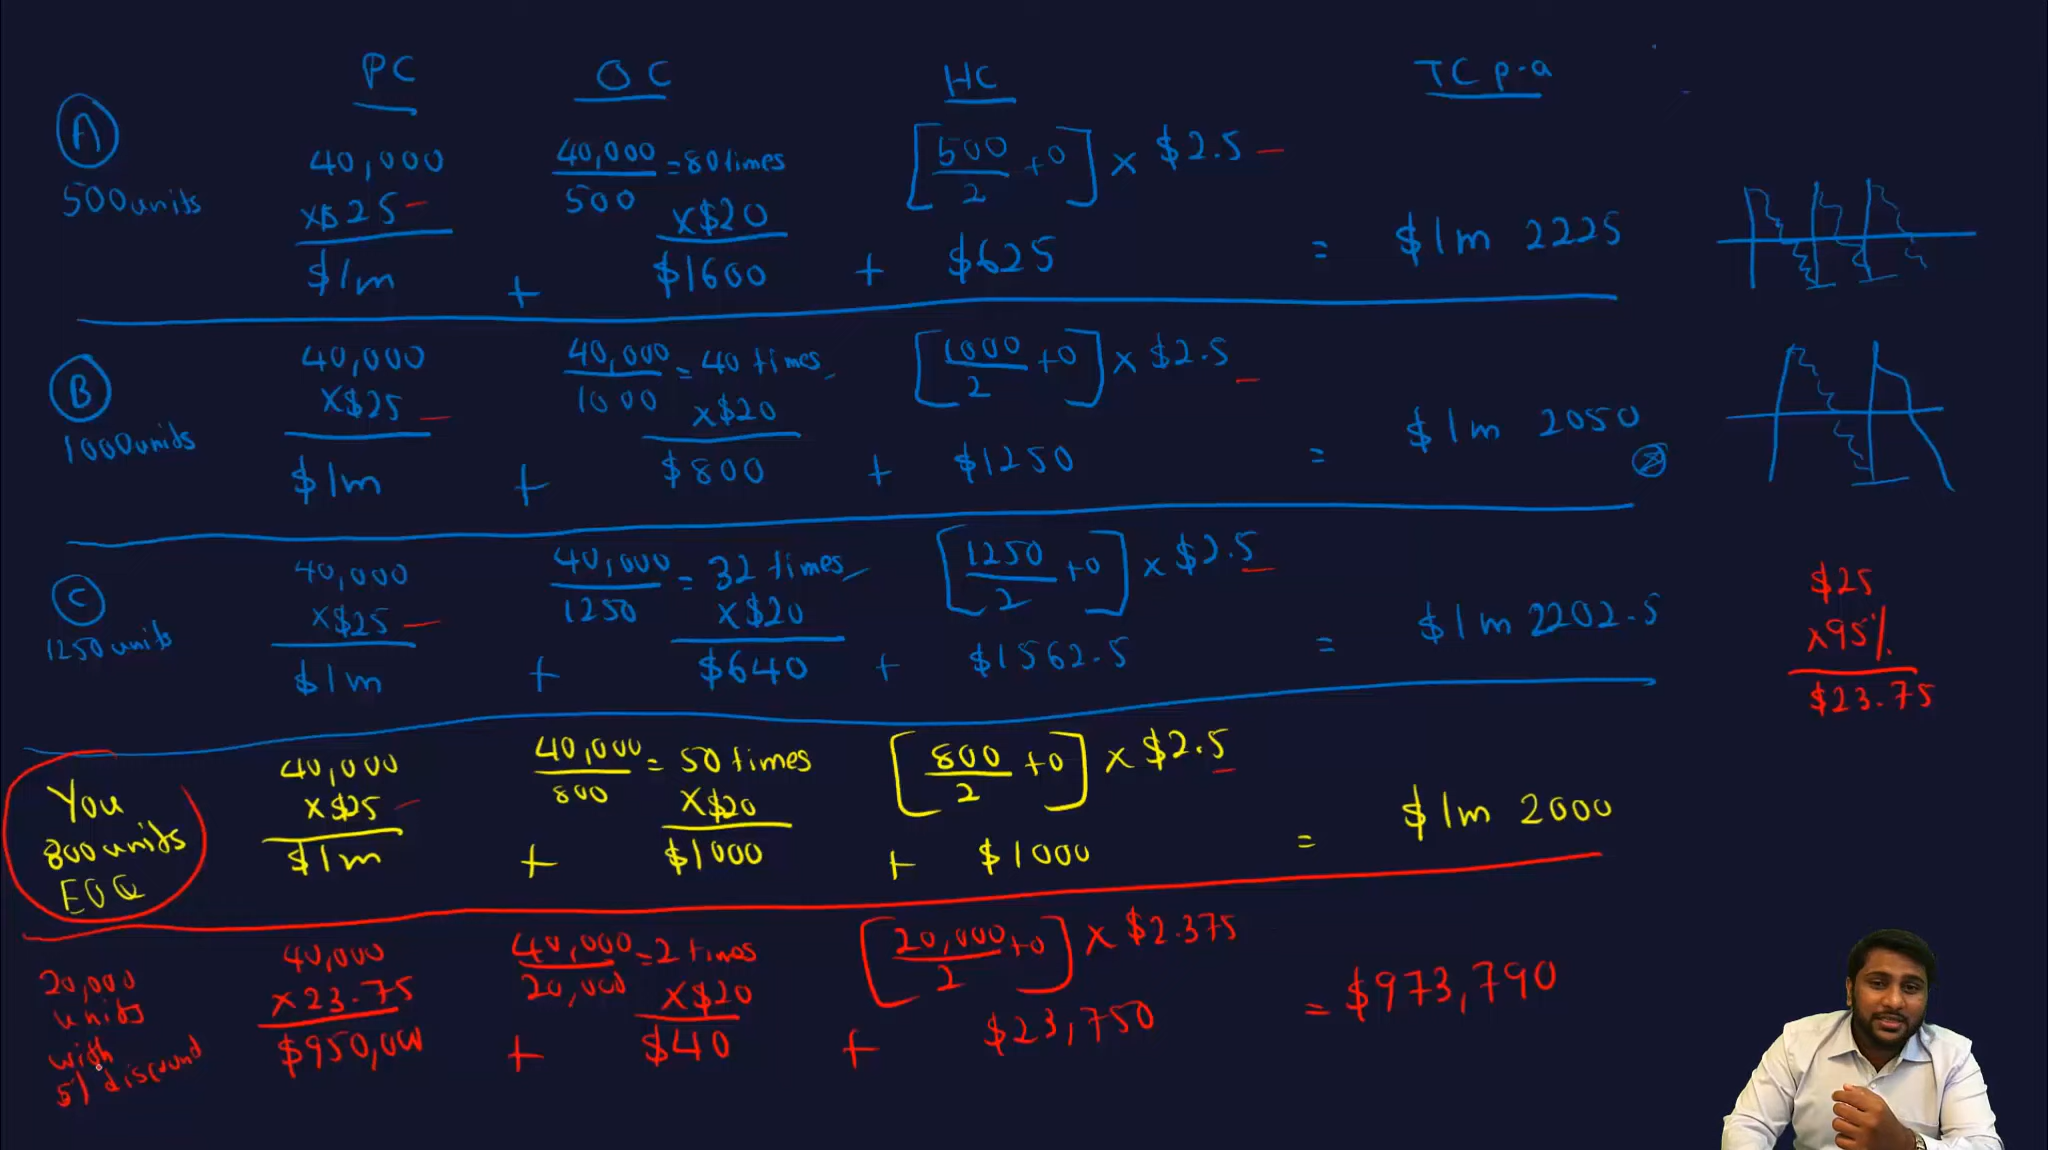 PC OC HC TC p.a
A
500 units
40,000
x$25
$1m
40,000
500
= 80 times
x$20
$1600
[500/2 +0] x $2.5
+ + $625 = $1m 2225
B
1000 units
40,000
x$25
$1m
40,000
1000
= 40 times
x$20
$800
[1000/2 +0] x $2.5
+ + $1250 = $1m 2050
C
1250 units
40,000
x$25
$1m
40,000
1250
= 32 times
x$20
$640
[1250/2 +0] x $2.5
+ + $1562.5 = $1m 2202.5
$25
x95%
$23.75
You
800 units
EOQ
40,000
x$25
$1m
40,000
800
= 50 times
x$20
$1000
[800/2 +0] x $2.5
+ + $1000 = $1m 2000
20,000
units
with
5% discound
40,000
x23.75
$950,000
40,000
20,000
=2 times
x$20
$40
[20,000/2 +0] x $2.375
+ + $23,750 = $973,790